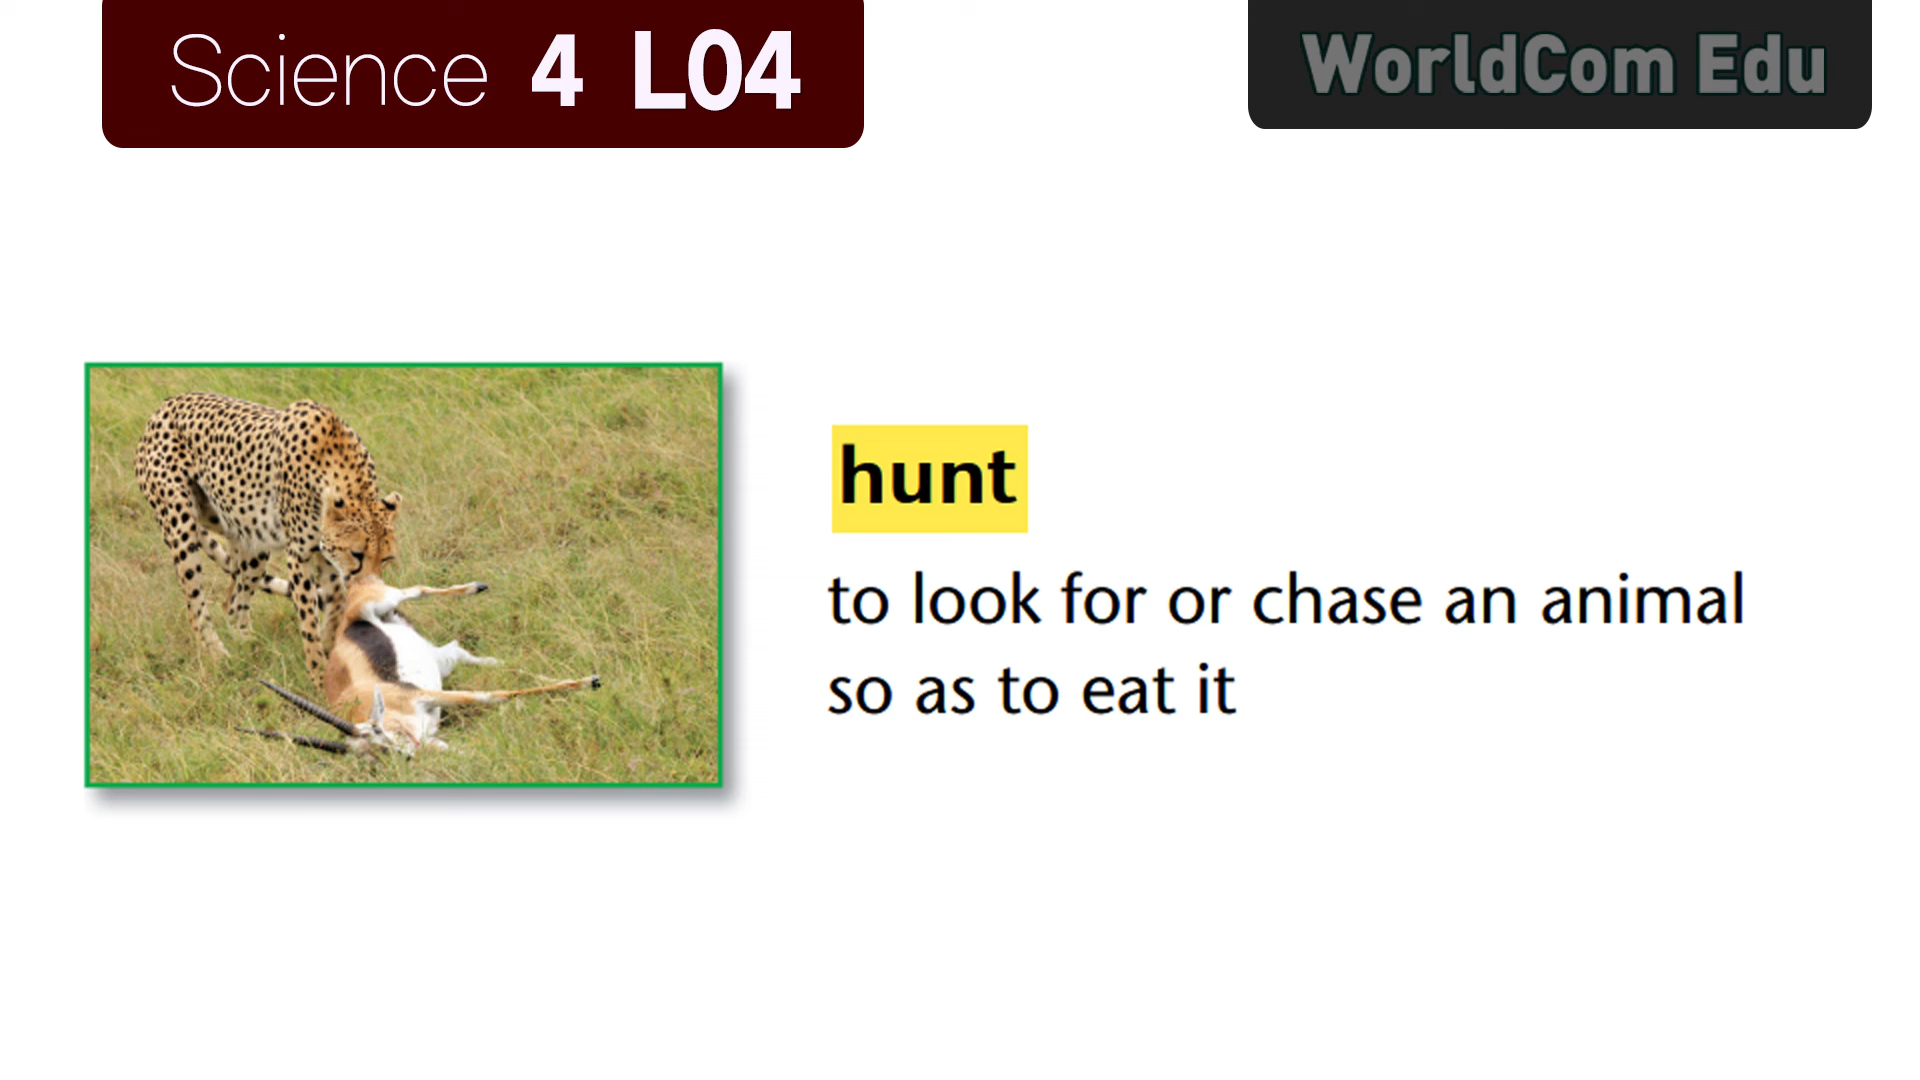 Science 4 L04
WorldCom Edu
hunt
to look for or chase an animal
so as to eat it